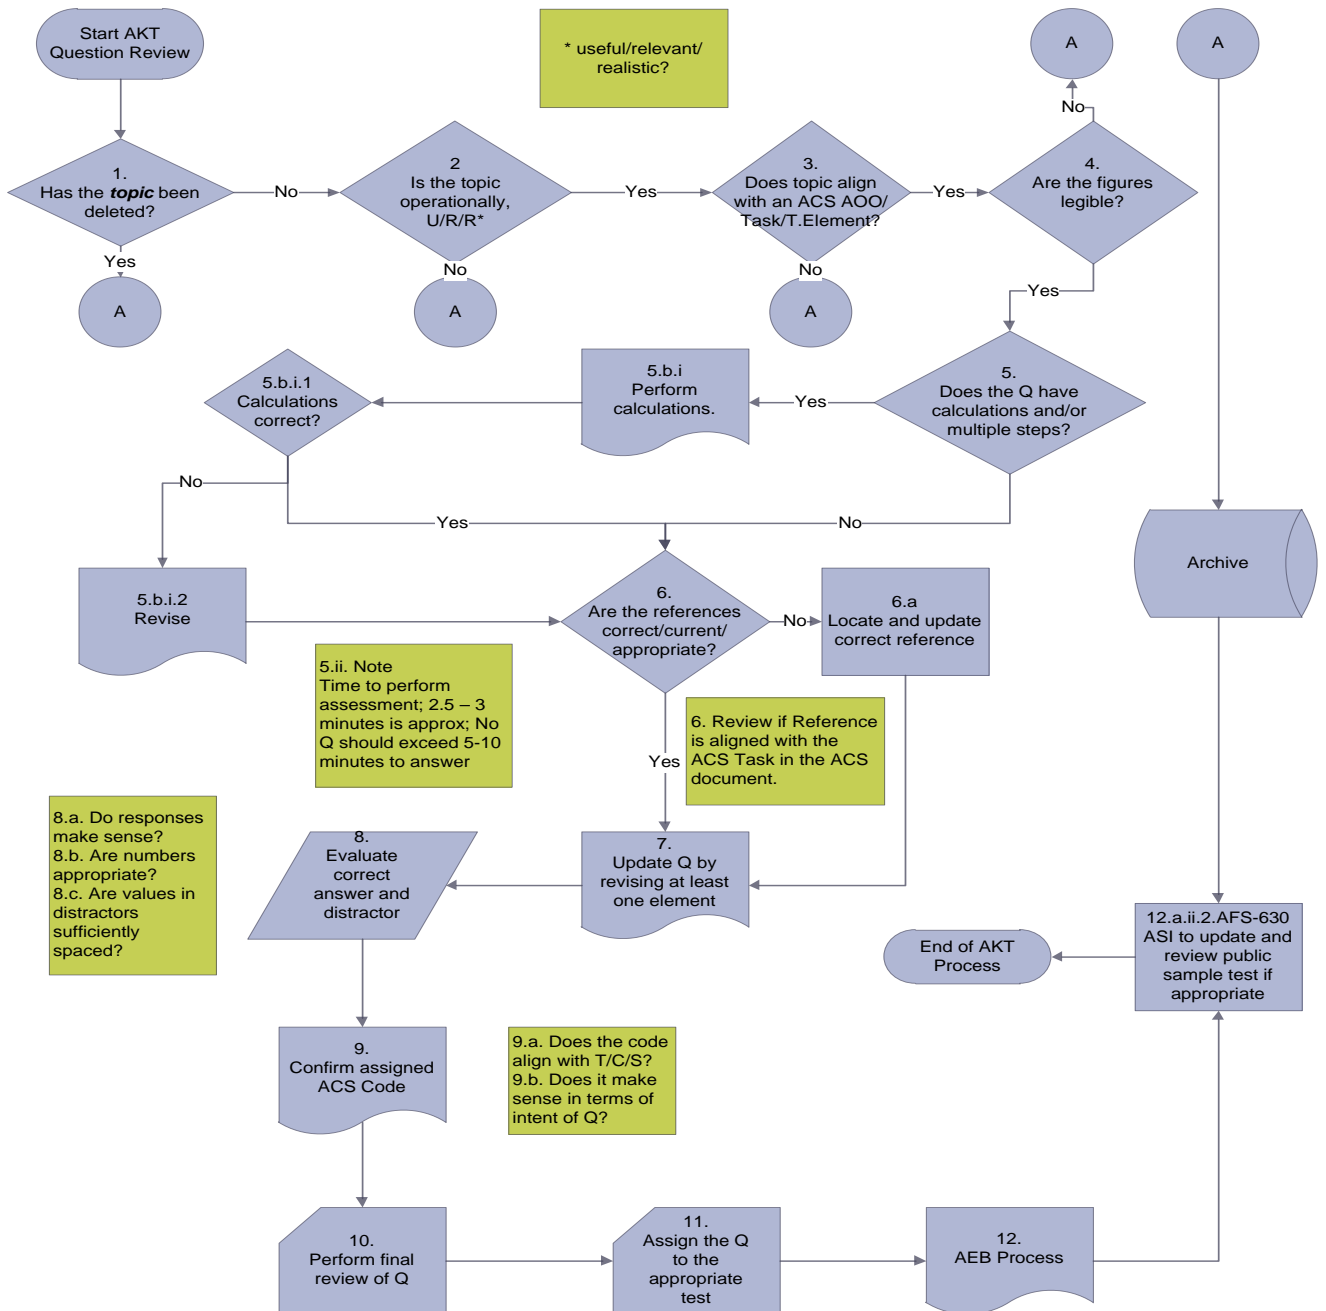 Start AKT
Question Review
* useful/relevant/
realistic?
A
A
No
1.
Has the topic been
deleted?
No
2
Is the topic
operationally,
U/R/R*
Yes
3.
Does topic align
with an ACS AOO/
Task/T.Element?
Yes
4.
Are the figures
legible?
Yes
No
No
Yes
A
A
A
5.b.i.1
Calculations
correct?
5.b.i
Perform
calculations.
Yes
5.
Does the Q have
calculations and/or
multiple steps?
No
Yes
No
Archive
5.b.i.2
Revise
6.
Are the references
correct/current/
appropriate?
No
6.a
Locate and update
correct reference
5.ii. Note
Time to perform
assessment; 2.5 – 3
minutes is approx; No
Q should exceed 5-10
minutes to answer
Yes
6. Review if Reference
is aligned with the
ACS Task in the ACS
document.
8.a. Do responses
make sense?
8.b. Are numbers
appropriate?
8.c. Are values in
distractors
sufficiently
spaced?
8.
Evaluate
correct
answer and
distractor
7.
Update Q by
revising at least
one element
End of AKT
Process
12.a.ii.2.AFS-630
ASI to update and
review public
sample test if
appropriate
9.
Confirm assigned
ACS Code
9.a. Does the code
align with T/C/S?
9.b. Does it make
sense in terms of
intent of Q?
10.
Perform final
review of Q
11.
Assign the Q
to the
appropriate
test
12.
AEB Process